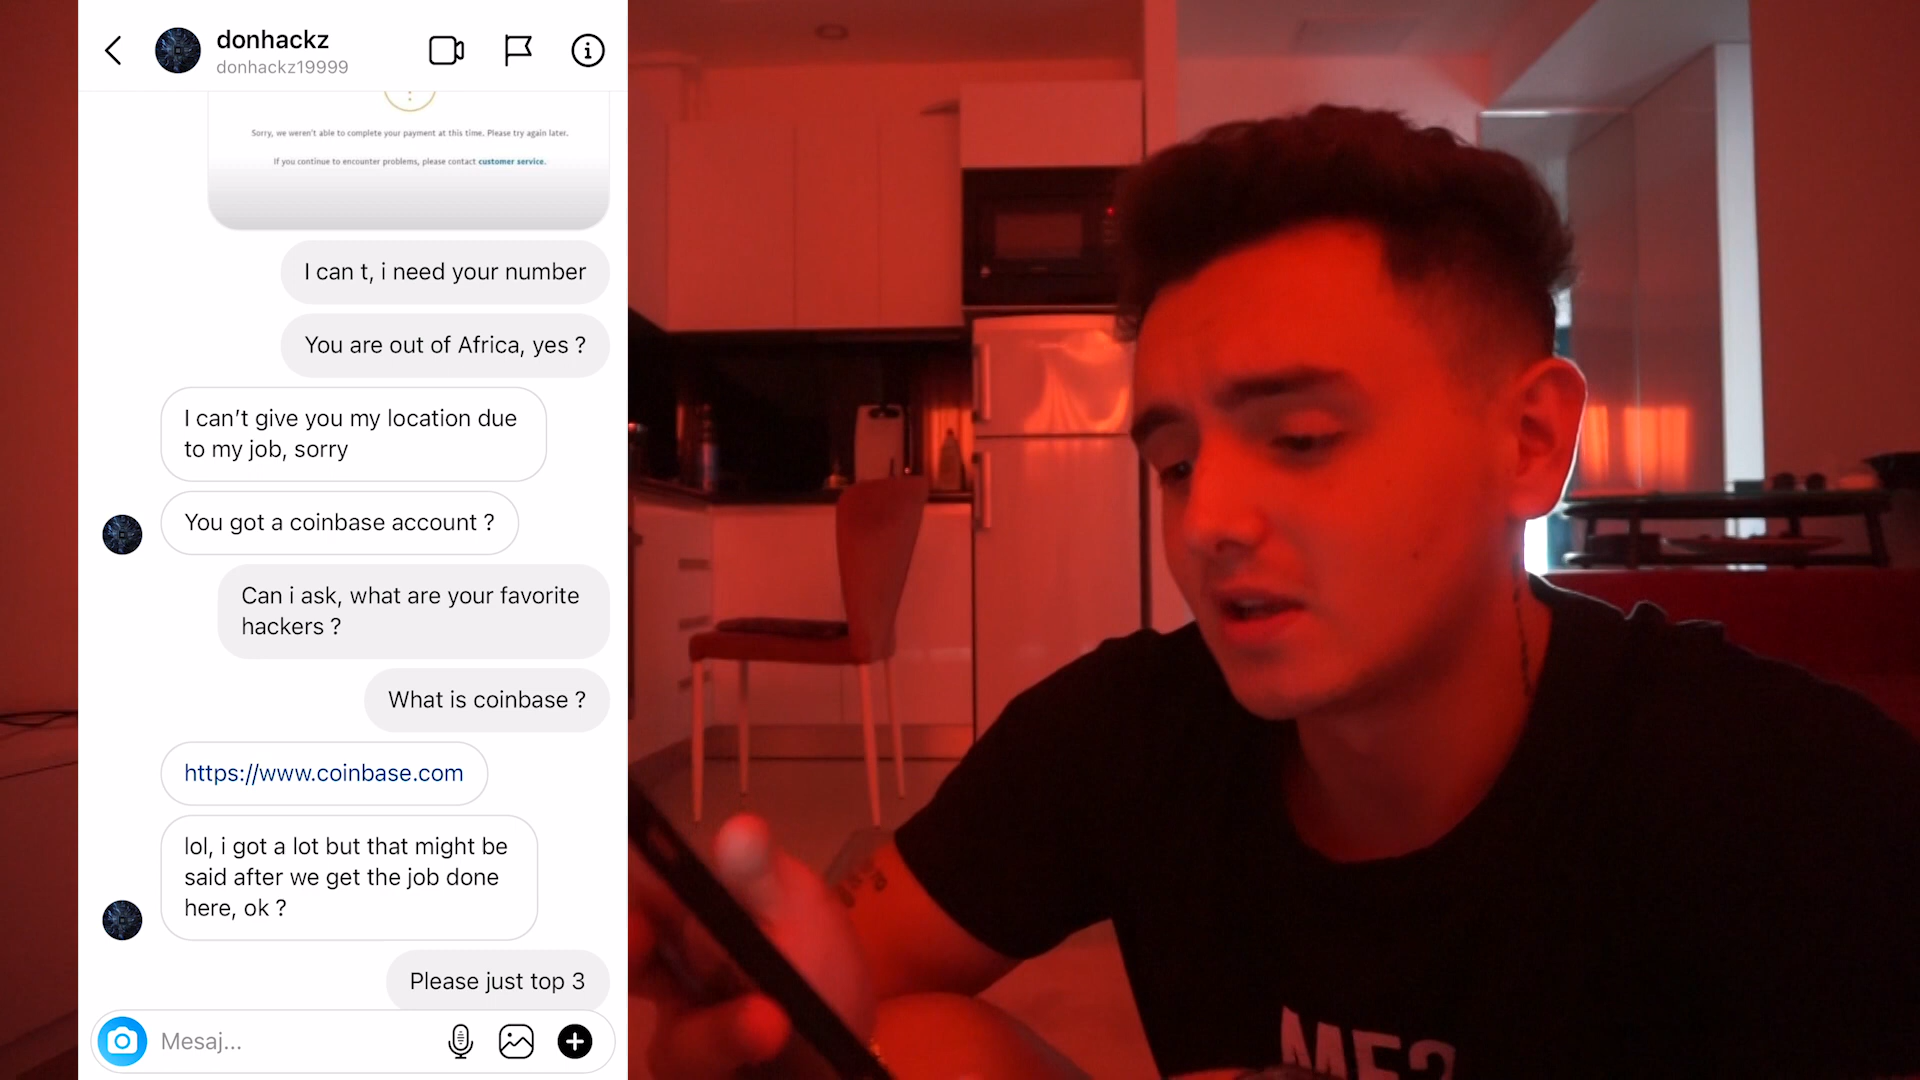 donhackz
donhackz19999
Sorry, we weren't able to complete your payment at this time. Please try again later.
If you continue to encounter problems, please contact customer service.
I can t, i need your number
You are out of Africa, yes ?
I can't give you my location due
to my job, sorry
You got a coinbase account ?
Can i ask, what are your favorite
hackers ?
What is coinbase ?
https://www.coinbase.com
lol, i got a lot but that might be
said after we get the job done
here, ok ?
Please just top 3
Mesaj...
ME?